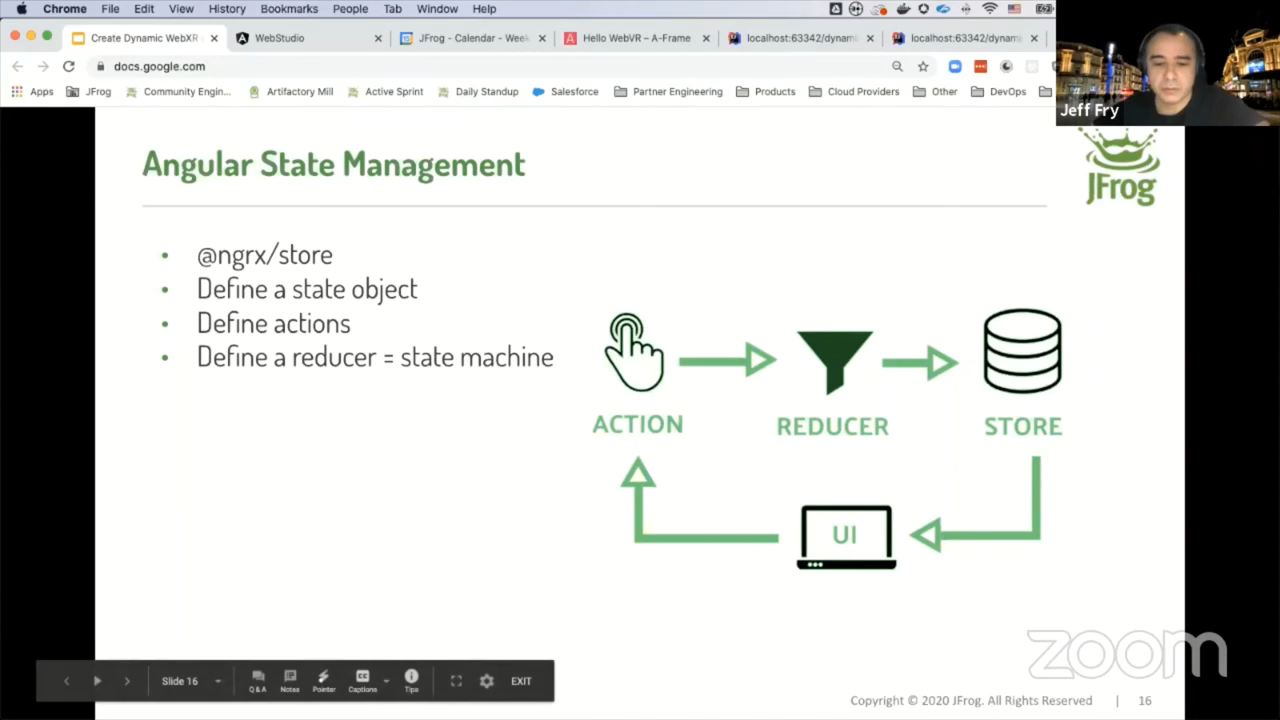 Chrome File Edit View History Bookmarks People Tab Window Help
Create Dynamic WebXR
WebStudio
JFrog - Calendar - Week
Hello WebVR – A-Frame
localhost:63342/dynami
localhost:63342/dynami
docs.google.com
Apps JFrog Community Engin... Artifactory Mill Active Sprint Daily Standup Salesforce Partner Engineering Products Cloud Providers Other DevOps
Jeff Fry
JFrog
Angular State Management
• @ngrx/store
• Define a state object
• Define actions
• Define a reducer = state machine
ACTION REDUCER STORE
UI
zoom
Slide 16 Q & A Notes Pointer Captions Tips EXIT
Copyright © 2020 JFrog. All Rights Reserved | 16